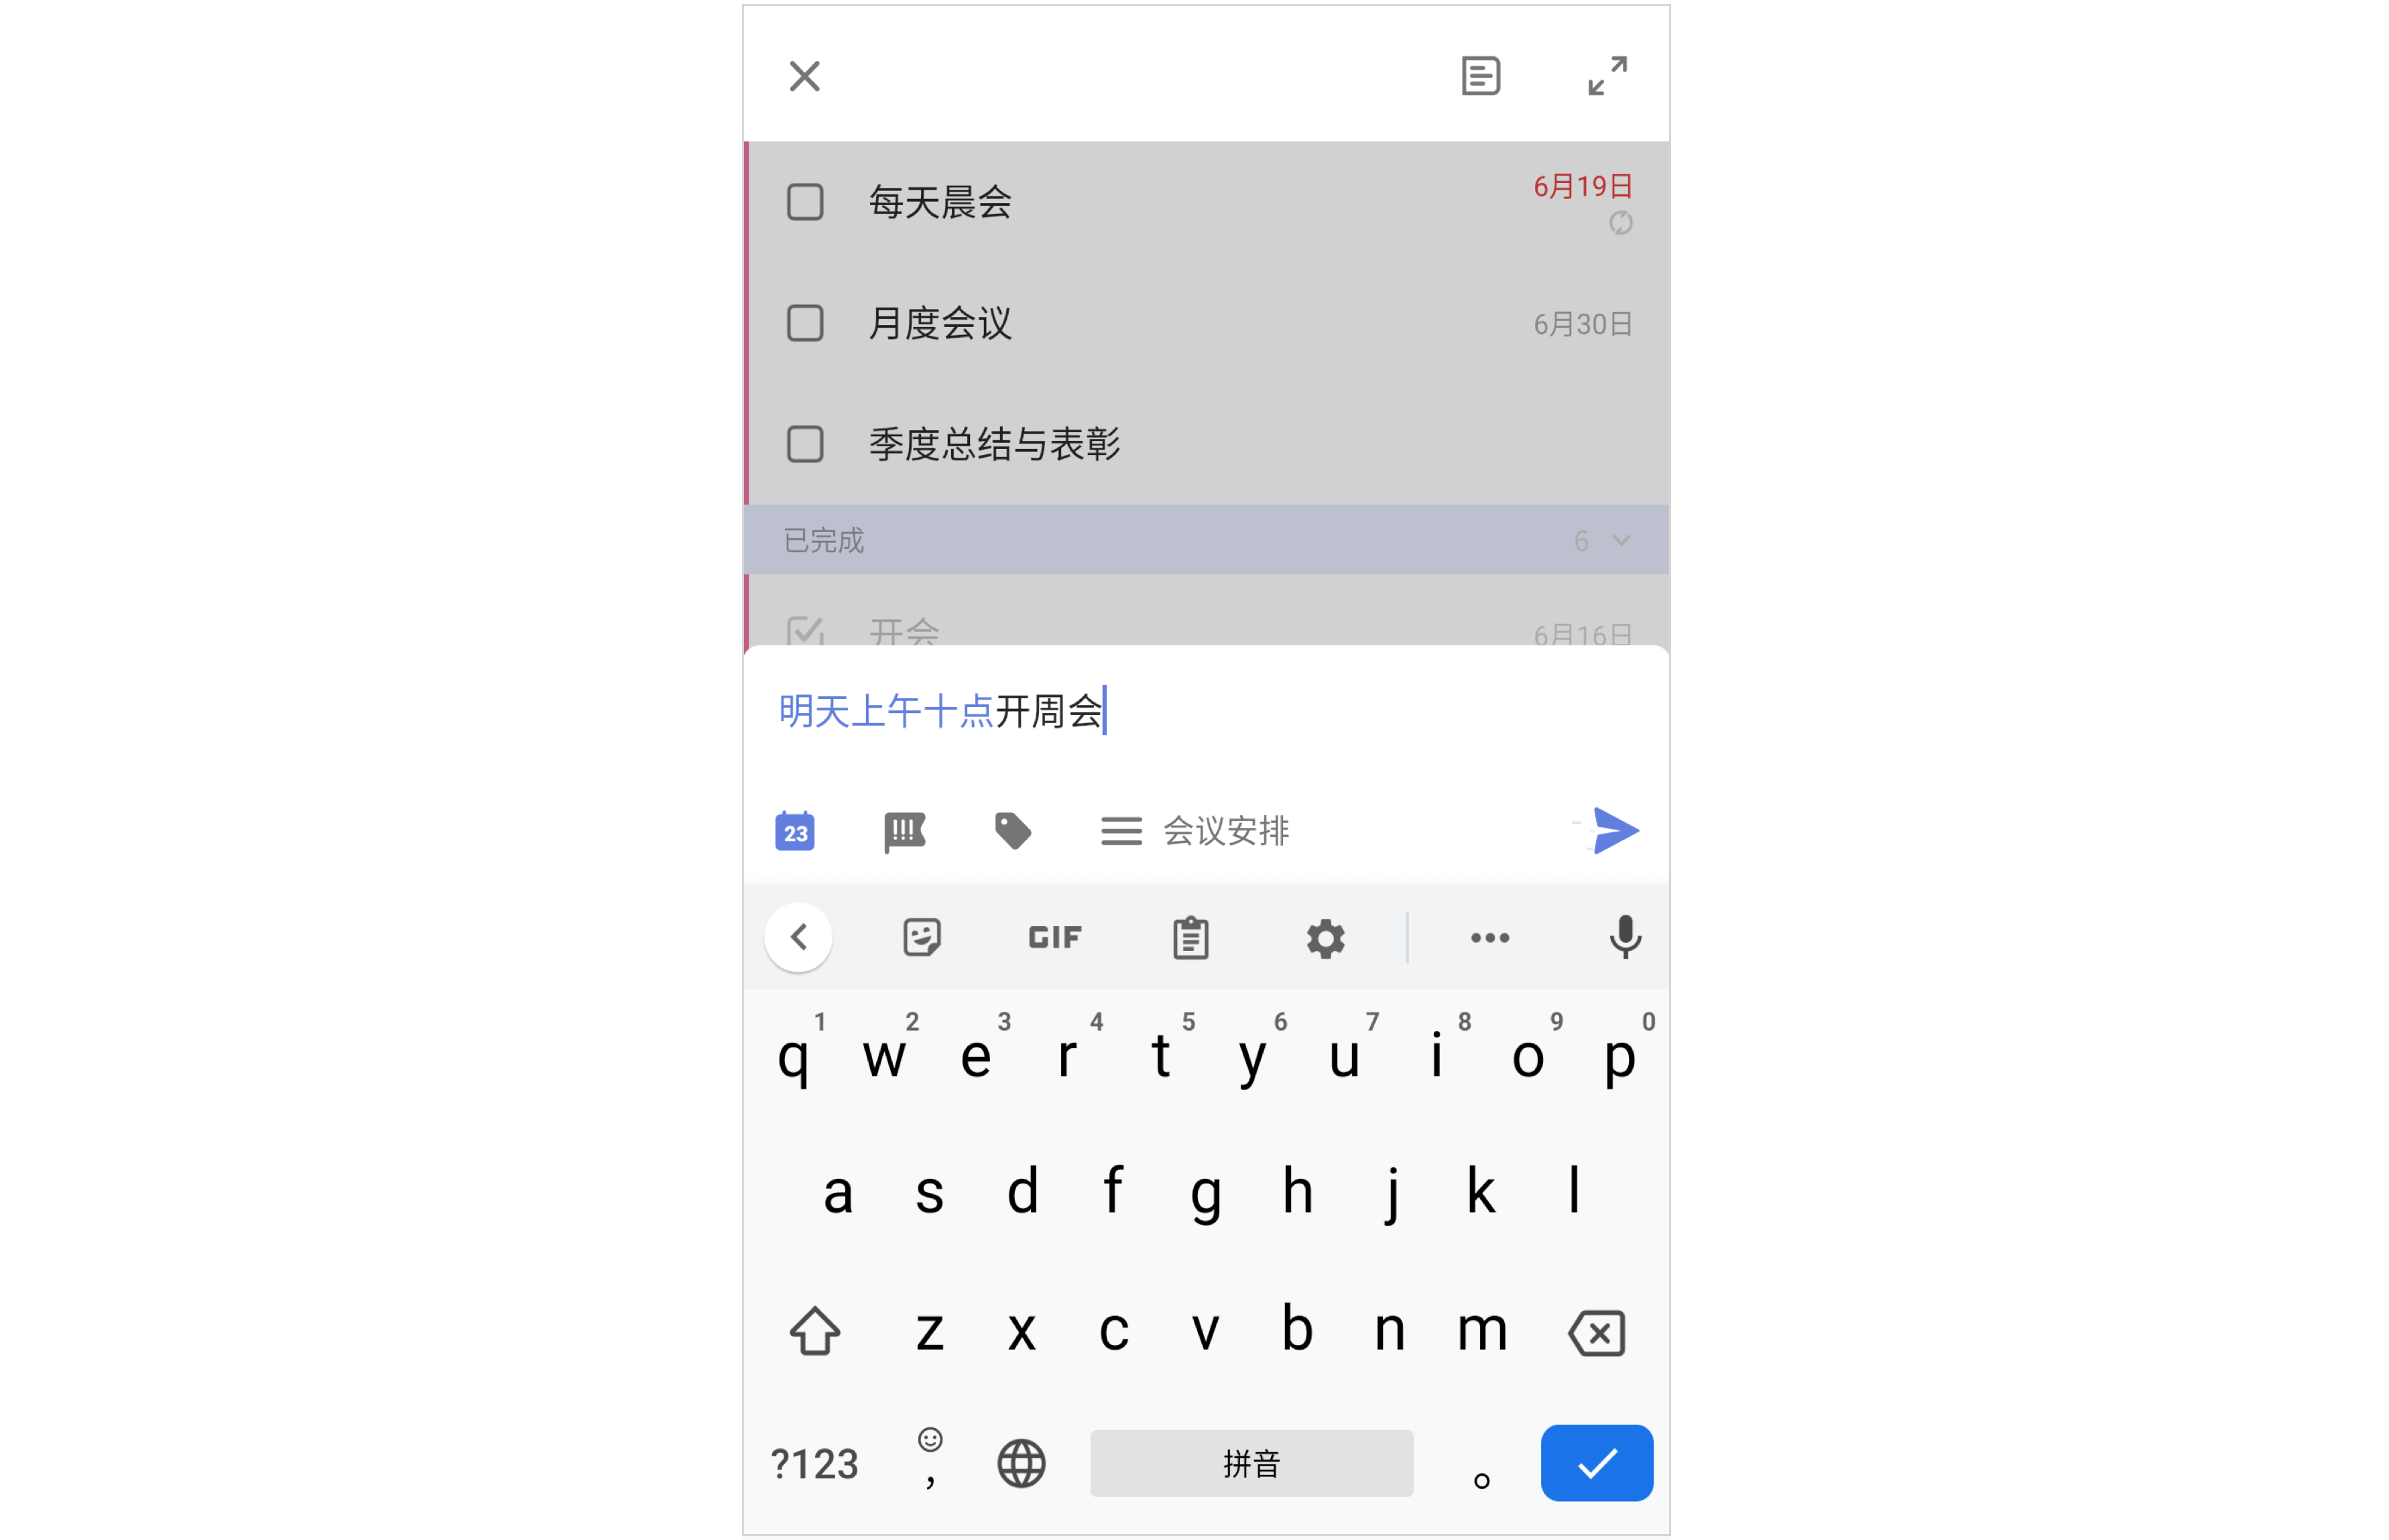 每天晨会 6月19日
月度会议 6月30日
季度总结与表彰
已完成 6
开会 6月16日
明天上午十点开周会
23 !!! 会议安排
GIF
1 2 3 4 5 6 7 8 9 0
q w e r t y u i o p
a s d f g h j k l
z x c v b n m
?123 , 拼音 。